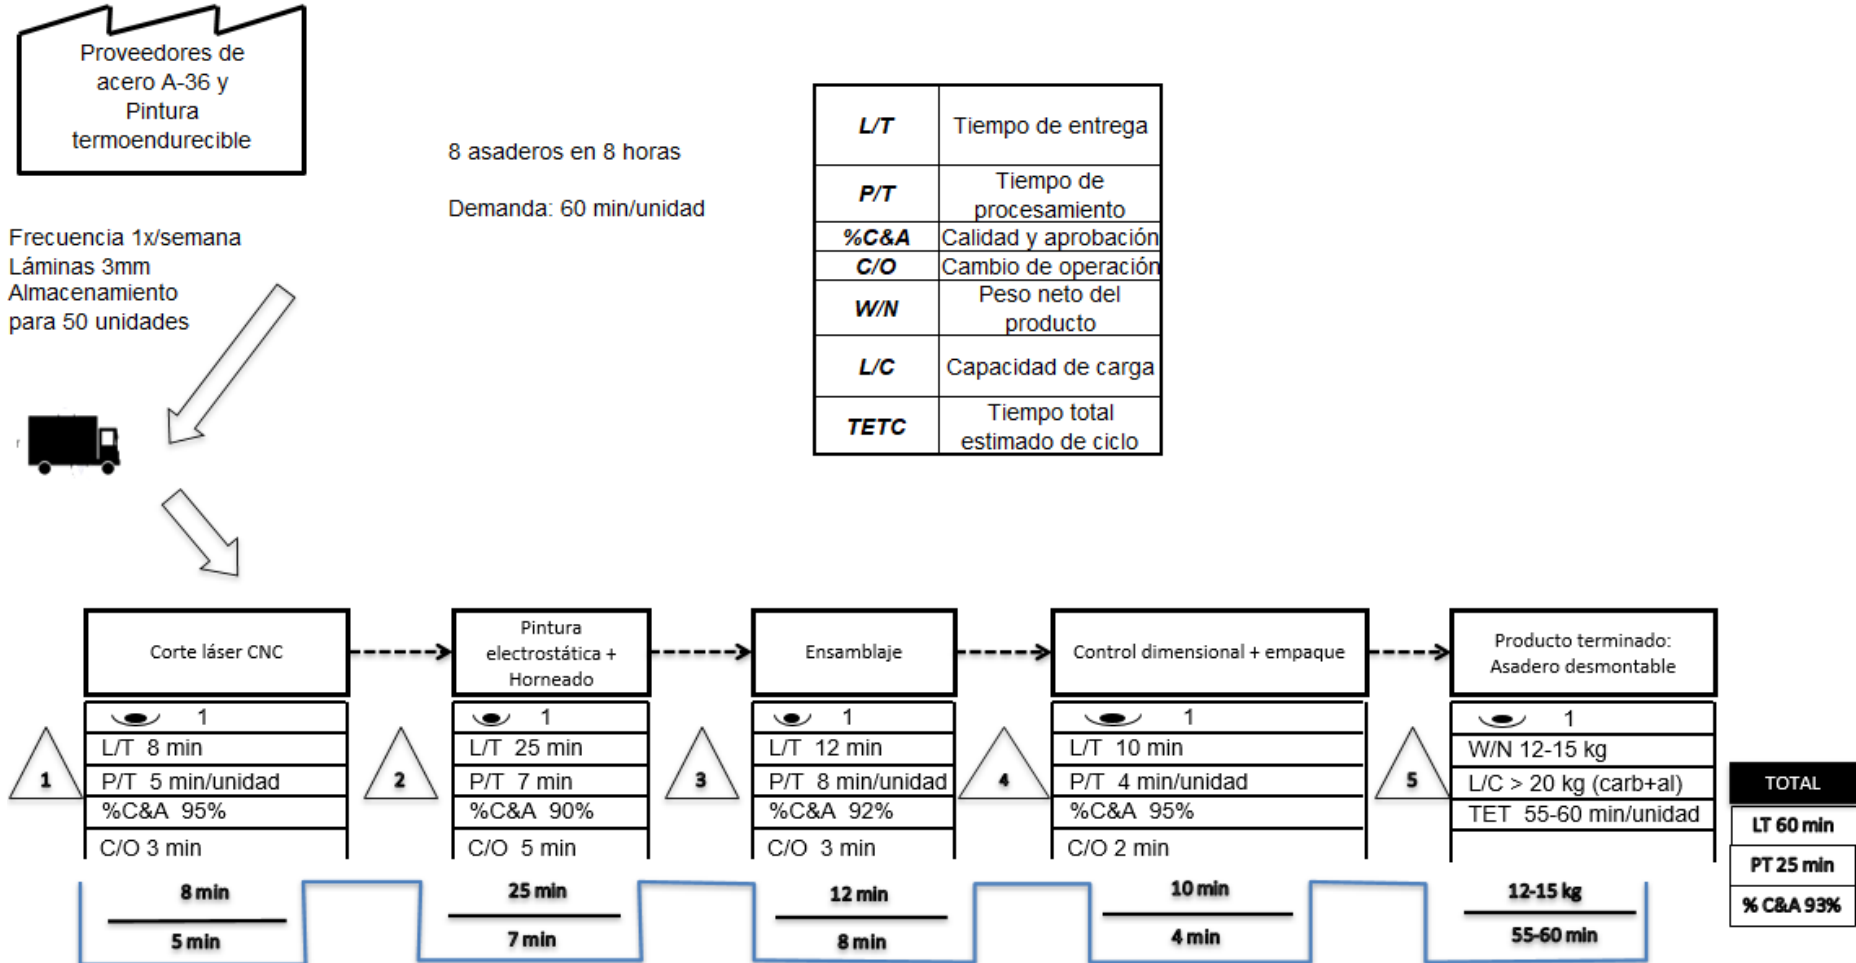 Proveedores de
acero A-36 y
Pintura
termoendurecible
8 asaderos en 8 horas
Demanda: 60 min/unidad
L/T Tiempo de entrega
P/T Tiempo de
procesamiento
%C&A Calidad y aprobación
C/O Cambio de operación
W/N Peso neto del
producto
L/C Capacidad de carga
TETC Tiempo total
estimado de ciclo
Frecuencia 1x/semana
Láminas 3mm
Almacenamiento
para 50 unidades
r
Corte láser CNC
1
1
L/T 8 min
P/T 5 min/unidad
%C&A 95%
C/O 3 min
8 min
5 min
Pintura
electrostática +
Horneado
2
1
L/T 25 min
P/T 7 min
%C&A 90%
C/O 5 min
25 min
7 min
Ensamblaje
3
1
L/T 12 min
P/T 8 min/unidad
%C&A 92%
C/O 3 min
12 min
8 min
Control dimensional + empaque
4
1
L/T 10 min
P/T 4 min/unidad
%C&A 95%
C/O 2 min
10 min
4 min
Producto terminado:
Asadero desmontable
5
1
W/N 12-15 kg
L/C > 20 kg (carb+al)
TET 55-60 min/unidad
12-15 kg
55-60 min
TOTAL
LT 60 min
PT 25 min
% C&A 93%